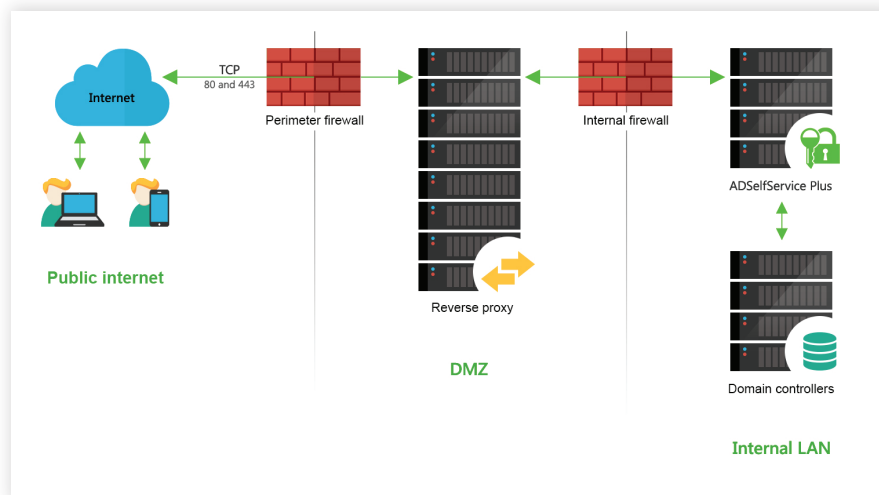 Internet
TCP
80 and 443
Perimeter firewall
Internal firewall
ADSelfService Plus
Public internet
Reverse proxy
DMZ
Domain controllers
Internal LAN